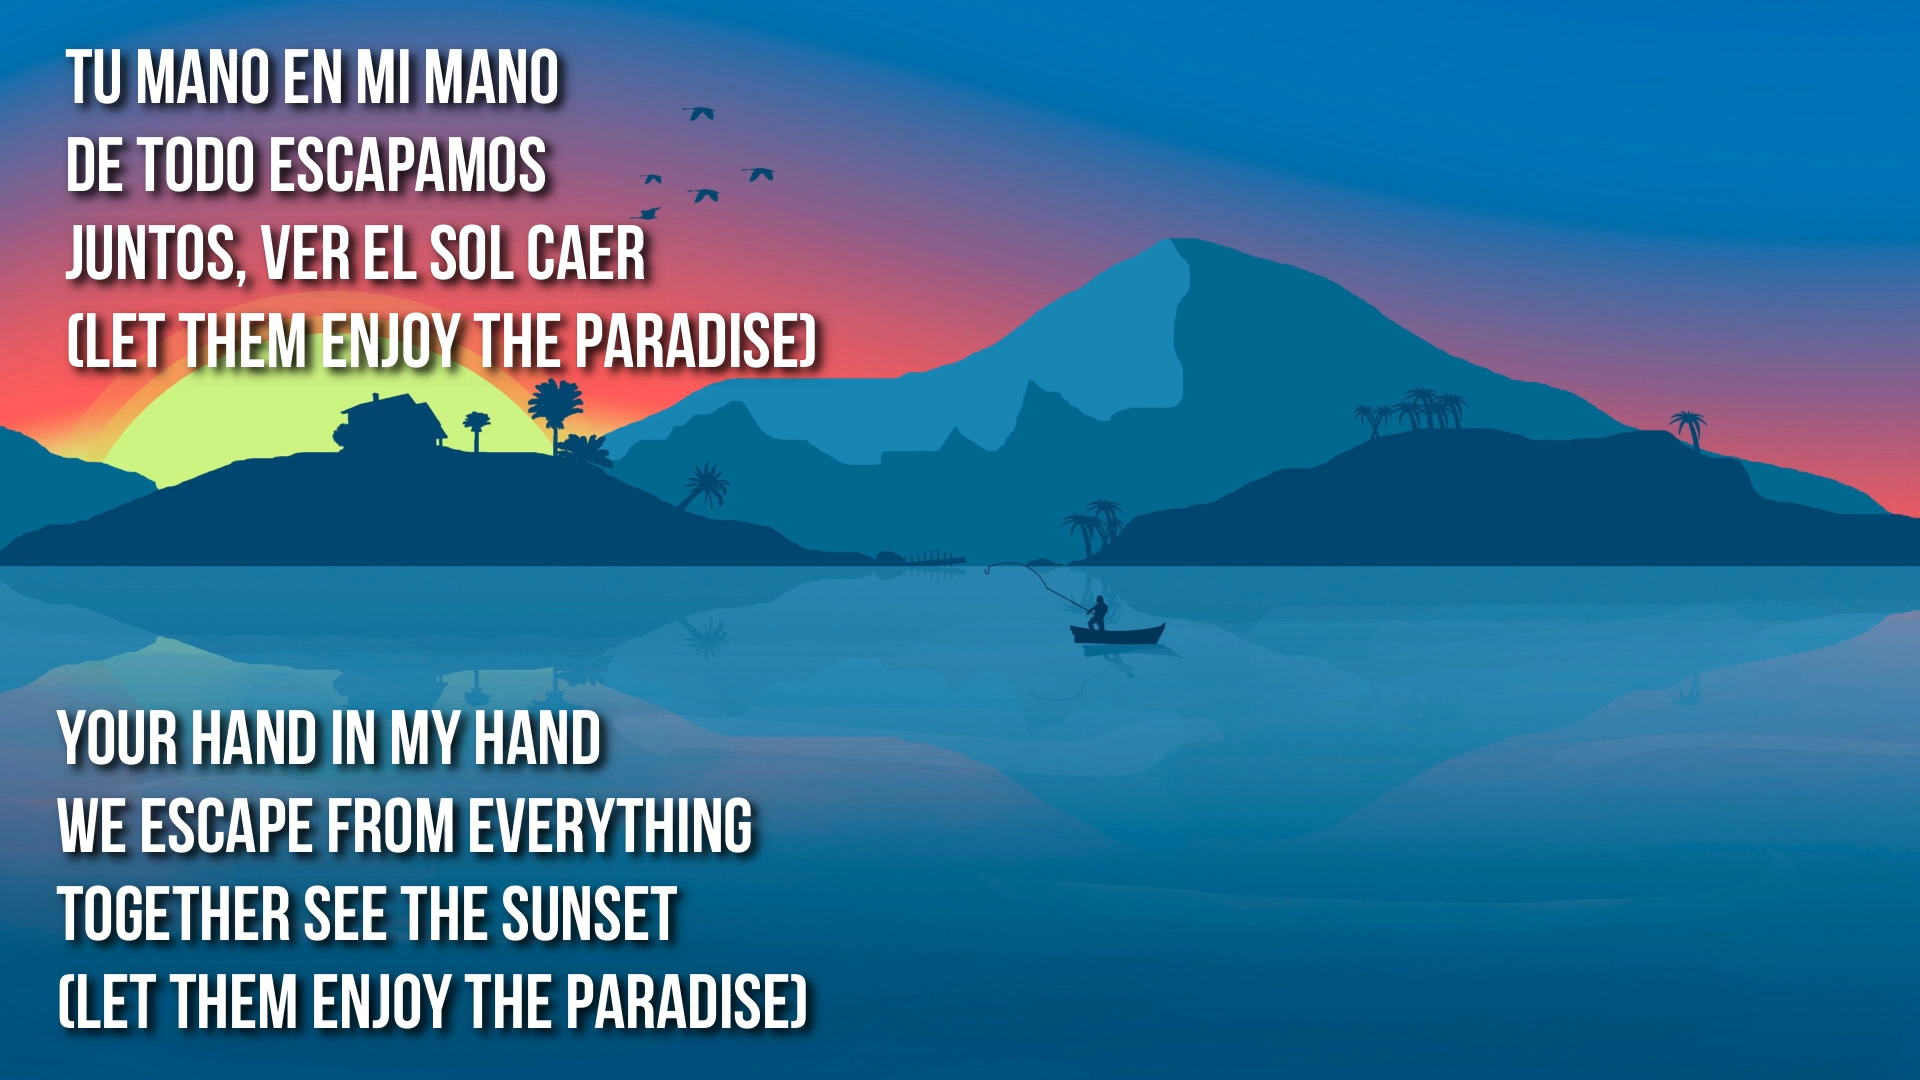 TU MANO EN MI MANO
DE TODO ESCAPAMOS
JUNTOS, VER EL SOL CAER
(LET THEM ENJOY THE PARADISE)
YOUR HAND IN MY HAND
WE ESCAPE FROM EVERYTHING
TOGETHER SEE THE SUNSET
(LET THEM ENJOY THE PARADISE)